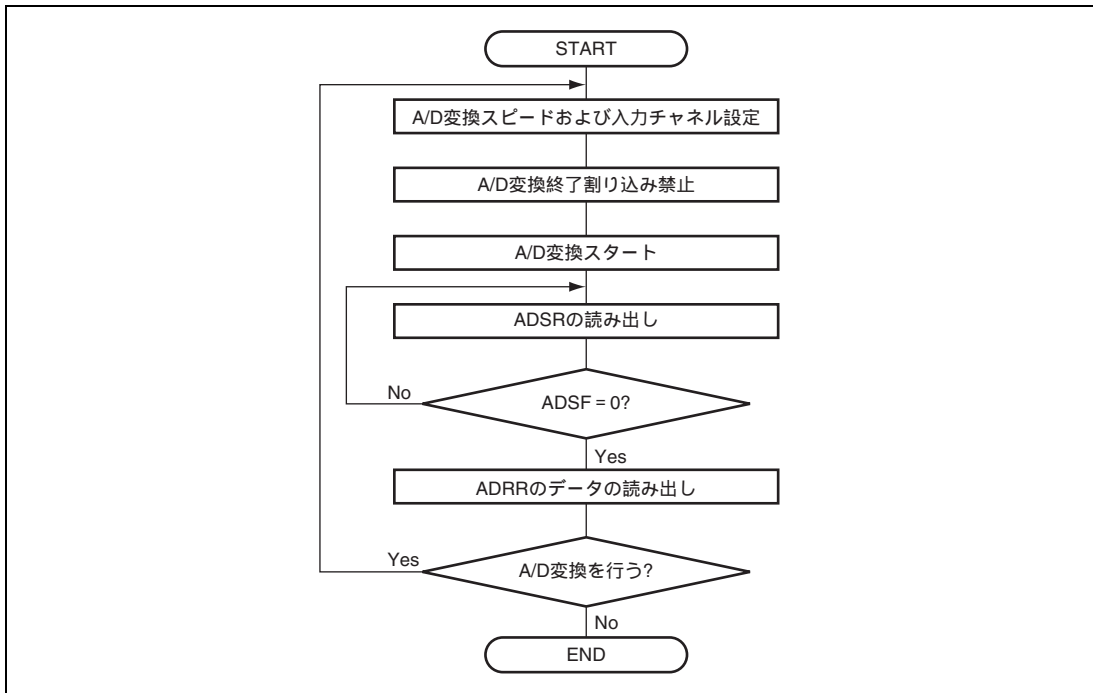 START
A/D変換スピードおよび入力チャネル設定
A/D変換終了割り込み禁止
A/D変換スタート
ADSRの読み出し
No
ADSF = 0?
Yes
ADRRのデータの読み出し
Yes
A/D変換を行う?
No
END